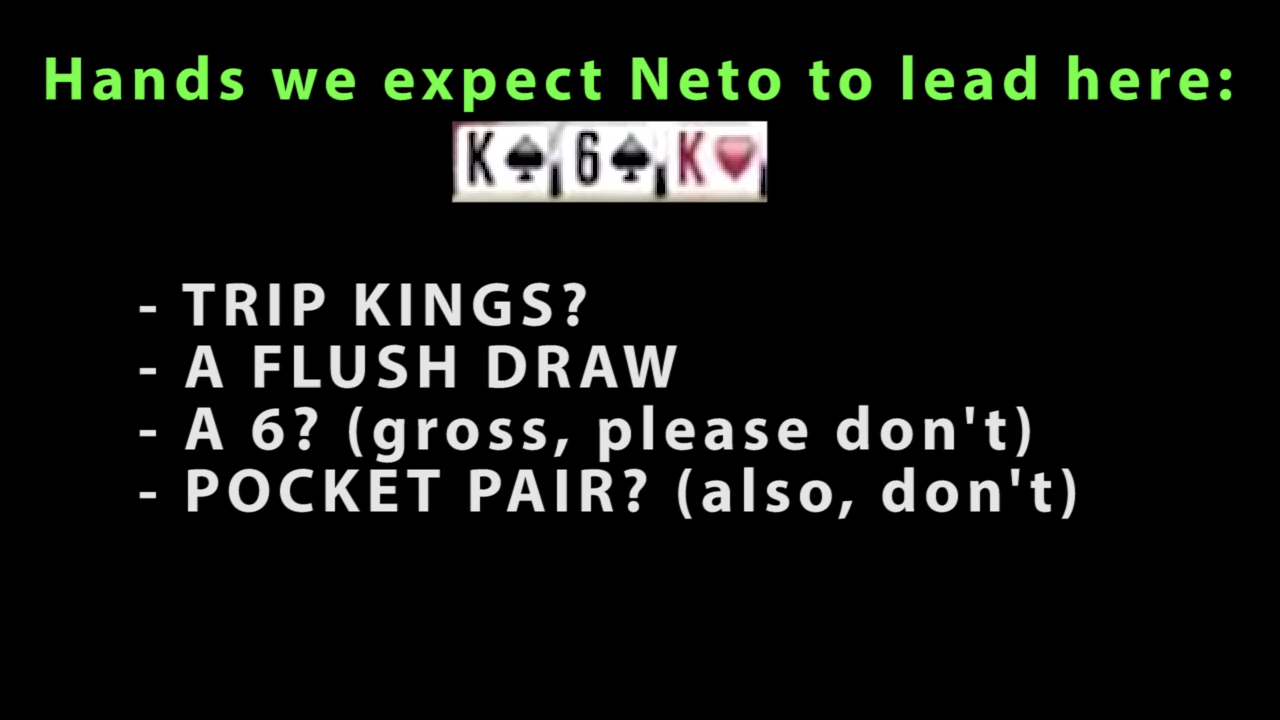 Hands we expect Neto to lead here:
K♠ 6♠ K♥
- TRIP KINGS?
- A FLUSH DRAW
- A 6? (gross, please don't)
- POCKET PAIR? (also, don't)